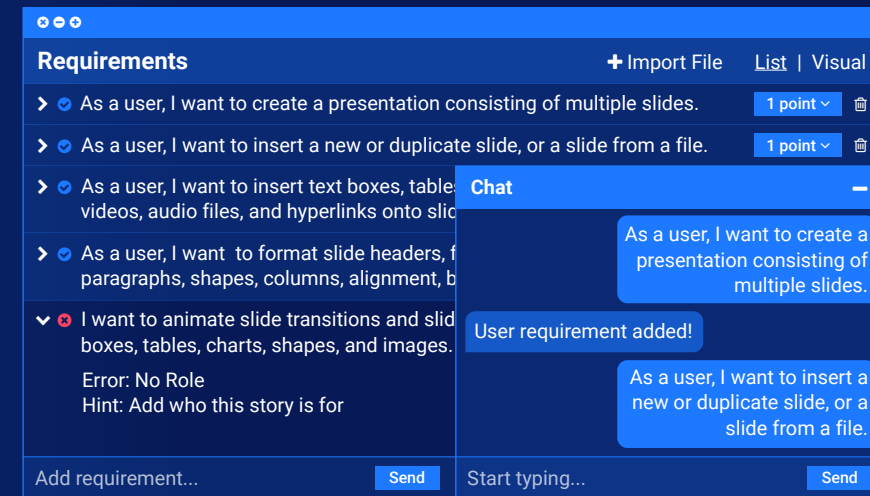 Requirements
Import File List | Visual
As a user, I want to create a presentation consisting of multiple slides. 1 point
As a user, I want to insert a new or duplicate slide, or a slide from a file. 1 point
As a user, I want to insert text boxes, tables
videos, audio files, and hyperlinks onto
As a user, I want to format slide headers,
paragraphs, shapes, columns, alignment,
I want to animate slide transitions and
boxes, tables, charts, shapes, and images.
Error: No Role
Hint: Add who this story is for
Add requirement... Send
Chat
As a user, I want to create a
presentation consisting of
multiple slides.
User requirement added!
As a user, I want to insert a
new or duplicate slide, or a
slide from a file.
Start typing... Send